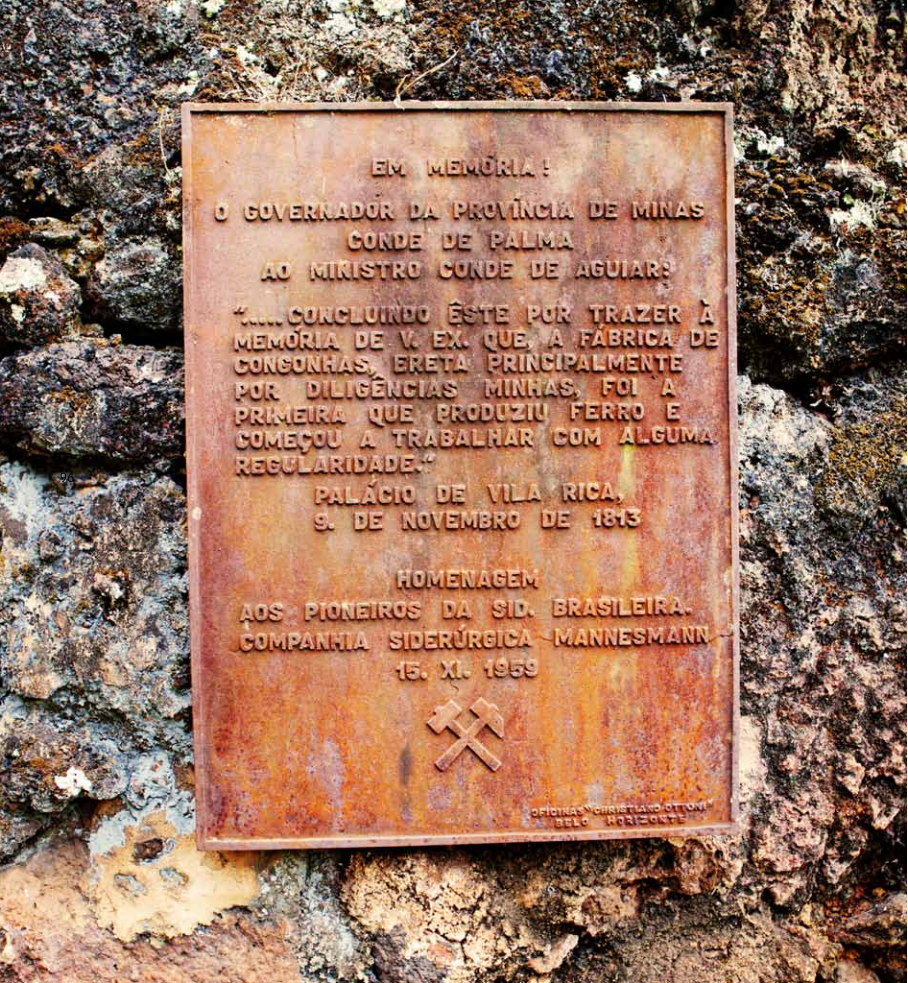 EM MEMÓRIA!
O GOVERNADOR DA PROVÍNCIA DE MINAS
CONDE DE PALMA
AO MINISTRO CONDE DE AGUIAR:
"..... CONCLUINDO ÊSTE POR TRAZER À
MEMÓRIA DE V. EX. QUE, A FÁBRICA DE
CONGONHAS, ERETA PRINCIPALMENTE
POR DILIGÊNCIAS MINHAS, FOI A
PRIMEIRA QUE PRODUZIU FERRO E
COMEÇOU A TRABALHAR COM ALGUMA
REGULARIDADE."
PALÁCIO DE VILA RICA,
9. DE NOVEMBRO DE 1813
HOMENAGEM
AOS PIONEIROS DA SID. BRASILEIRA.
COMPANHIA SIDERÚRGICA MANNESMANN
15. XI. 1959
OFICINAS "CHRISTIANO OTTONI"
BELO HORIZONTE